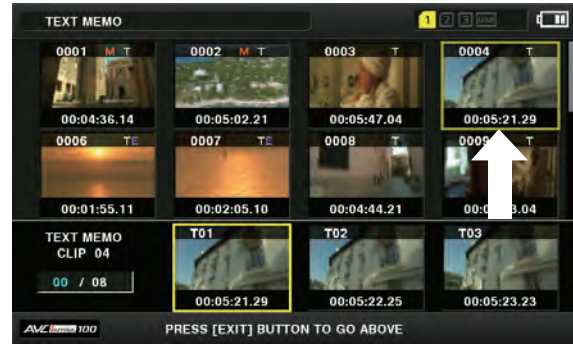 TEXT MEMO
1 2 3 USB
0001 M T
0002 M T
0003 T
0004 T
00:04:36.14
00:05:02.21
00:05:47.04
00:05:21.29
0006 TE
0007 TE
0008 T
0009 T
00:01:55.11
00:02:05.10
00:04:44.21
TEXT MEMO
CLIP 04
00 / 08
T01
T02
T03
00:05:21.29
00:05:22.25
00:05:23.23
AVC Intra 100
PRESS [EXIT] BUTTON TO GO ABOVE